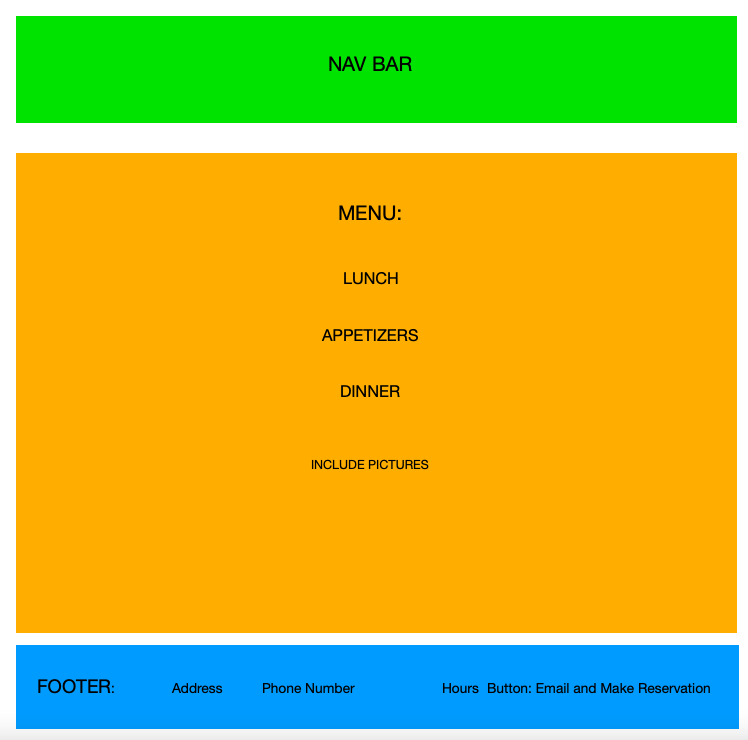 NAV BAR
MENU:
LUNCH
APPETIZERS
DINNER
INCLUDE PICTURES
FOOTER: Address Phone Number Hours Button: Email and Make Reservation